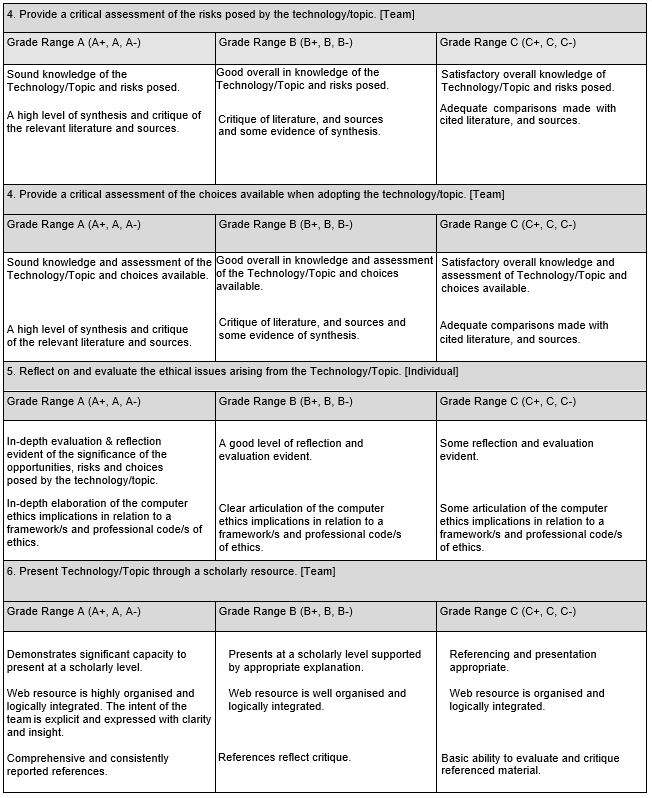 4. Provide a critical assessment of the risks posed by the technology/topic. [Team]
Grade Range A (A+, A, A-)
Grade Range B (B+, B, B-)
Grade Range C (C+, C, C-)
Sound knowledge of the
Technology/Topic and risks posed.
A high level of synthesis and critique of
the relevant literature and sources.
Good overall in knowledge of the
Technology/Topic and risks posed.
Critique of literature, and sources
and some evidence of synthesis.
Satisfactory overall knowledge of
Technology/Topic and risks posed.
Adequate comparisons made with
cited literature, and sources.
4. Provide a critical assessment of the choices available when adopting the technology/topic. [Team]
Grade Range A (A+, A, A-)
Grade Range B (B+, B, B-)
Grade Range C (C+, C, C-)
Sound knowledge and assessment of the
Technology/Topic and choices available.
A high level of synthesis and critique
of the relevant literature and sources.
Good overall in knowledge and assessment
of the Technology/Topic and choices
available.
Critique of literature, and sources and
some evidence of synthesis.
Satisfactory overall knowledge and
assessment of Technology/Topic and
choices available.
Adequate comparisons made with
cited literature, and sources.
5. Reflect on and evaluate the ethical issues arising from the Technology/Topic. [Individual]
Grade Range A (A+, A, A-)
Grade Range B (B+, B, B-)
Grade Range C (C+, C, C-)
In-depth evaluation & reflection
evident of the significance of the
opportunities, risks and choices
posed by the technology/topic.
In-depth elaboration of the computer
ethics implications in relation to a
framework/s and professional code/s of
ethics.
A good level of reflection and
evaluation evident.
Clear articulation of the computer
ethics implications in relation to a
framework/s and professional code/s
of ethics.
Some reflection and evaluation
evident.
Some articulation of the computer
ethics implications in relation to a
framework/s and professional code/s
of ethics.
6. Present Technology/Topic through a scholarly resource. [Team]
Grade Range A (A+, A, A-)
Grade Range B (B+, B, B-)
Grade Range C (C+, C, C-)
Demonstrates significant capacity to
present at a scholarly level.
Web resource is highly organised and
logically integrated. The intent of the
team is explicit and expressed with clarity
and insight.
Comprehensive and consistently
reported references.
Presents at a scholarly level supported
by appropriate explanation.
Web resource is well organised and
logically integrated.
References reflect critique.
Referencing and presentation
appropriate.
Web resource is organised and
logically integrated.
Basic ability to evaluate and critique
referenced material.